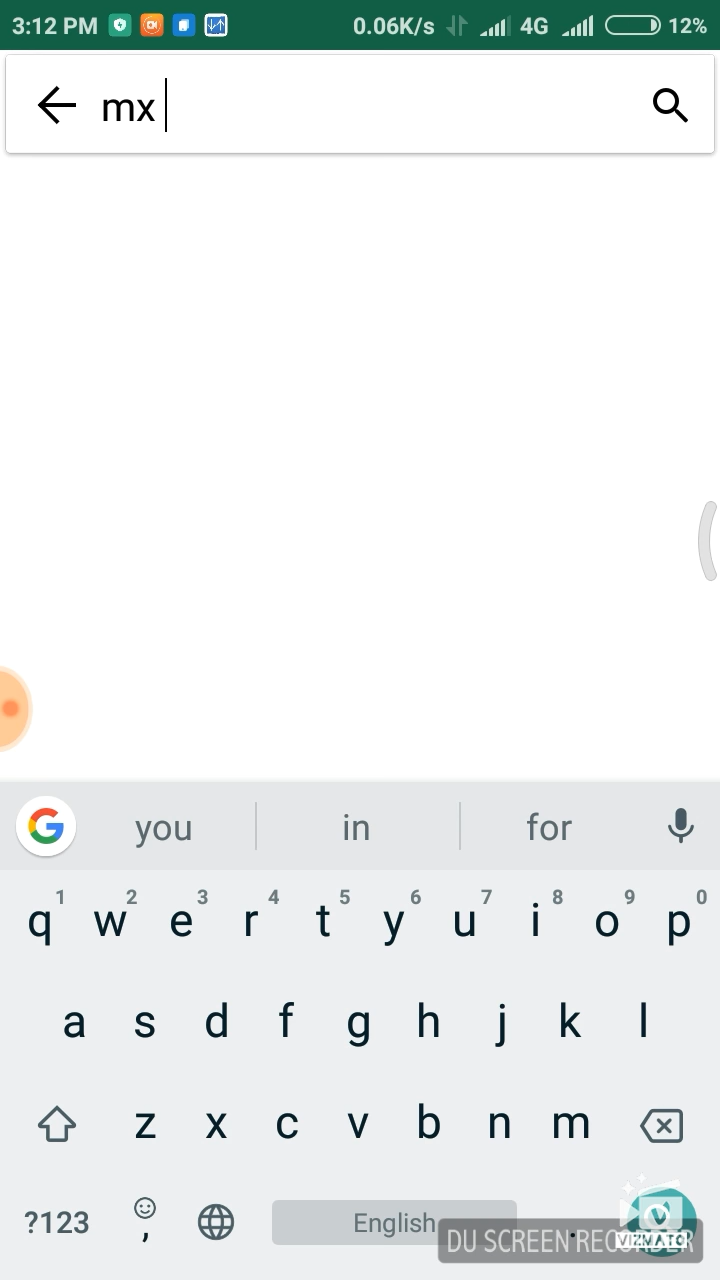 3:12 PM 0.06K/s 4G 12%
mx
you in for
1 2 3 4 5 6 7 8 9 0
q w e r t y u i o p
a s d f g h j k l
z x c v b n m
?123 , English .
DU SCREEN RECORDER
VIZMATO